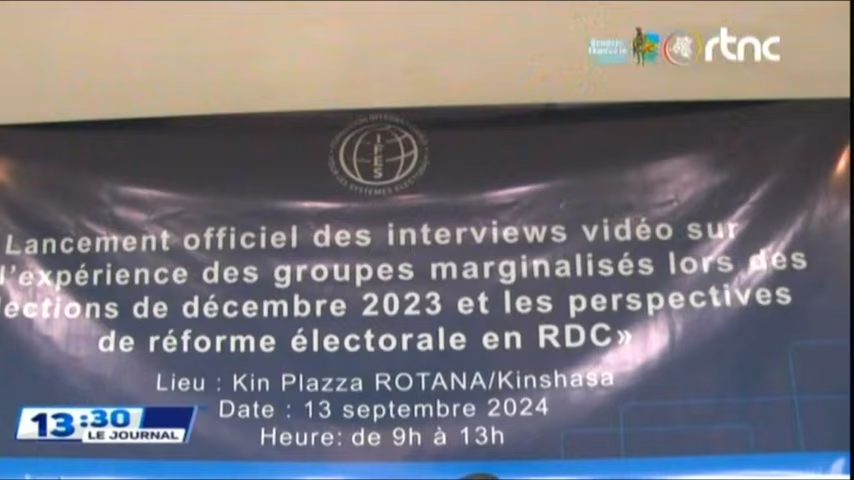 rtnc
IFES
Lancement officiel des interviews vidéo sur
l'expérience des groupes marginalisés lors des
lections de décembre 2023 et les perspectives
de réforme électorale en RDC»
Lieu : Kin Plazza ROTANA/Kinshasa
Date : 13 septembre 2024
Heure: de 9h à 13h
13:30
LE JOURNAL